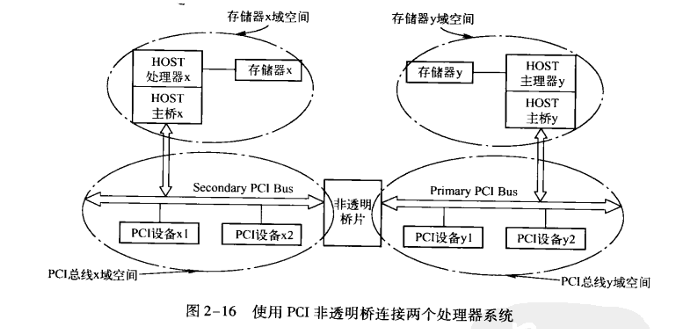 存储器x域空间
存储器y域空间
HOST
处理器x
存储器x
HOST
主桥x
存储器y
HOST
主理器y
HOST
主桥y
Secondary PCI Bus
非透明
桥片
Primary PCI Bus
PCI设备x1
PCI设备x2
PCI设备y1
PCI设备y2
PCI总线x域空间
PCI总线y域空间
图2-16 使用PCI非透明桥连接两个处理器系统